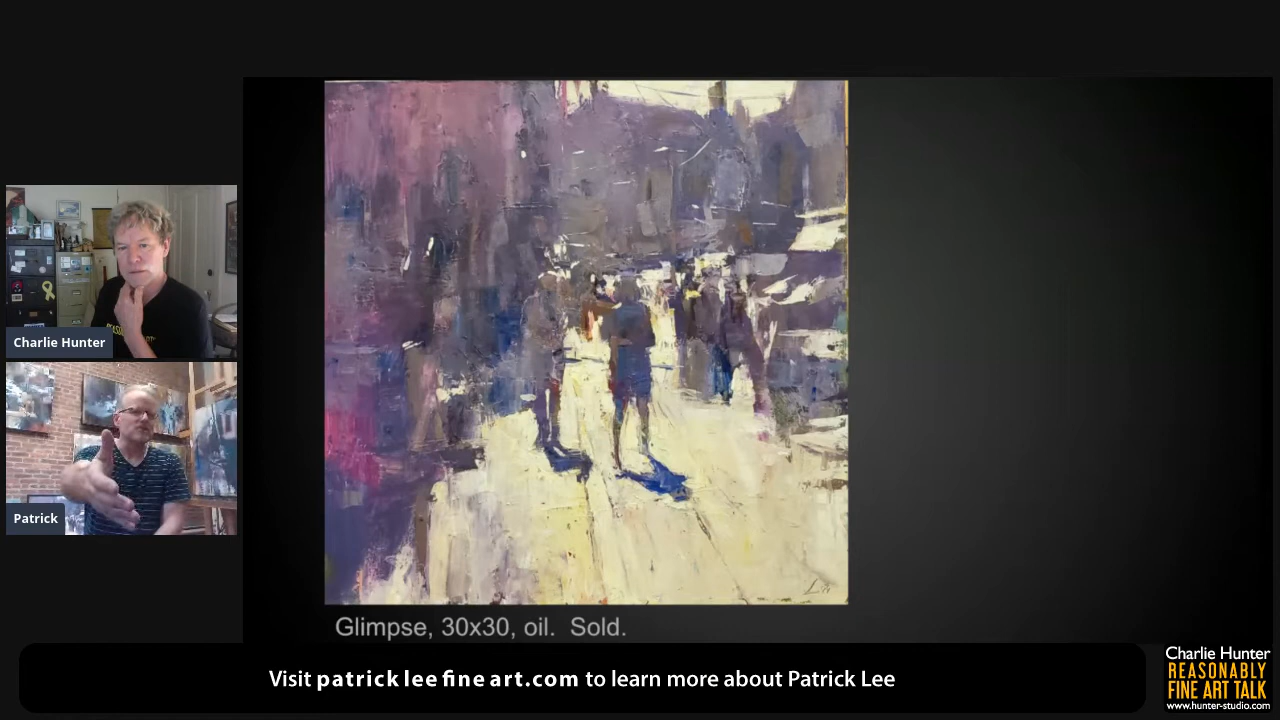 Charlie Hunter
Patrick
Glimpse, 30x30, oil. Sold.
Visit patrick lee fine art.com to learn more about Patrick Lee
Charlie Hunter
REASONABLY
FINE ART TALK
www.hunter-studio.com